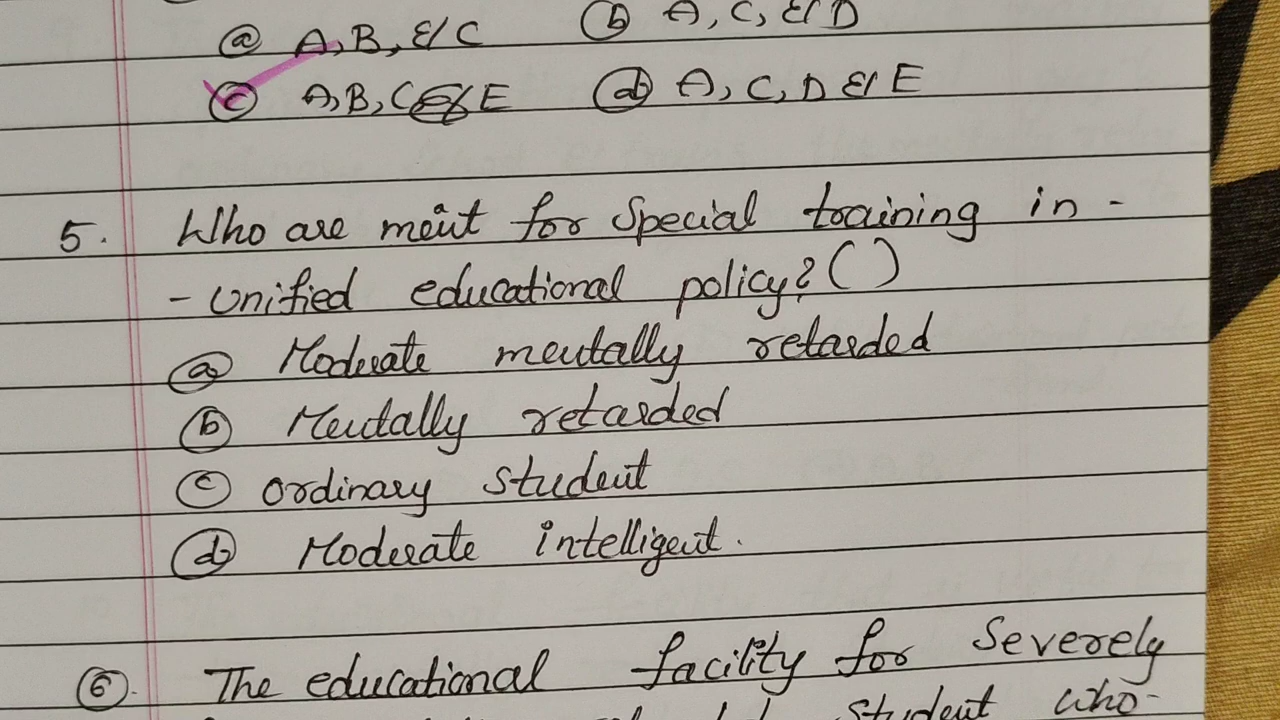 ⓐ A, B, & C ⓑ A, C, & D
ⓒ A, B, C & E ⓓ A, C, D & E
5. Who are meant for Special training in -
- Unified educational policy? ( )
ⓐ Moderate mentally retarded
ⓑ Mentally retarded
ⓒ ordinary student
ⓓ Moderate intelligent.
⑥. The educational facility for Severely
student who-